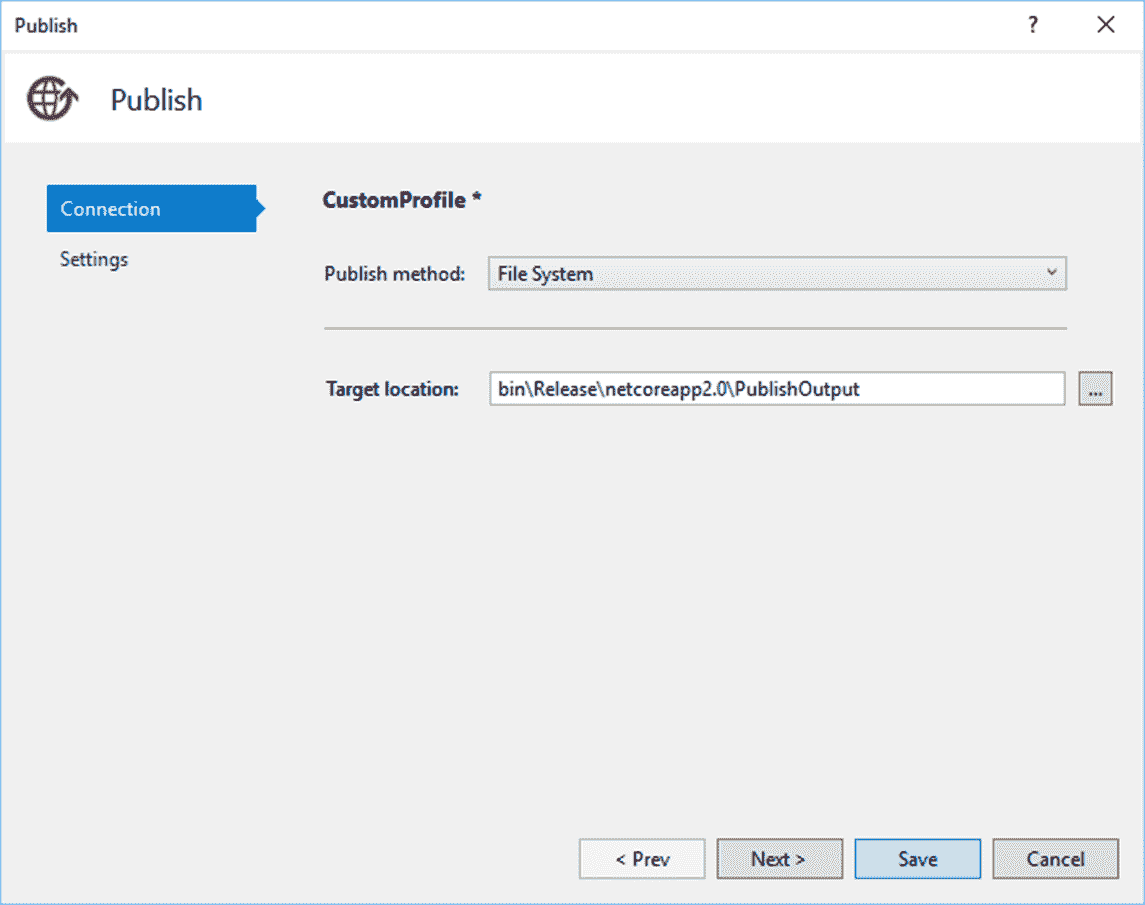 Publish
?
Publish
Connection
Settings
CustomProfile *
Publish method: File System
Target location: bin\Release\netcoreapp2.0\PublishOutput ...
< Prev Next > Save Cancel